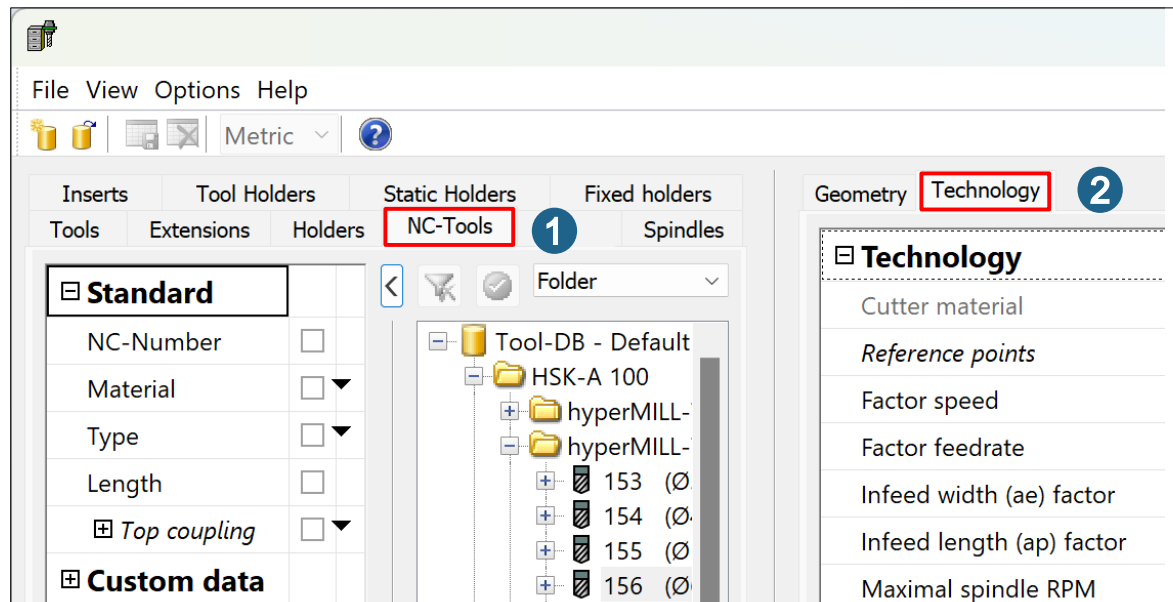 File View Options Help
Metric
Inserts Tool Holders Static Holders Fixed holders
Tools Extensions Holders NC-Tools 1 Spindles
Geometry Technology 2
Standard
NC-Number
Material
Type
Length
Top coupling
Custom data
Folder
Tool-DB - Default
HSK-A 100
hyperMILL-
hyperMILL-
153 (Ø
154 (Ø
155 (Ø
156 (Ø
Technology
Cutter material
Reference points
Factor speed
Factor feedrate
Infeed width (ae) factor
Infeed length (ap) factor
Maximal spindle RPM